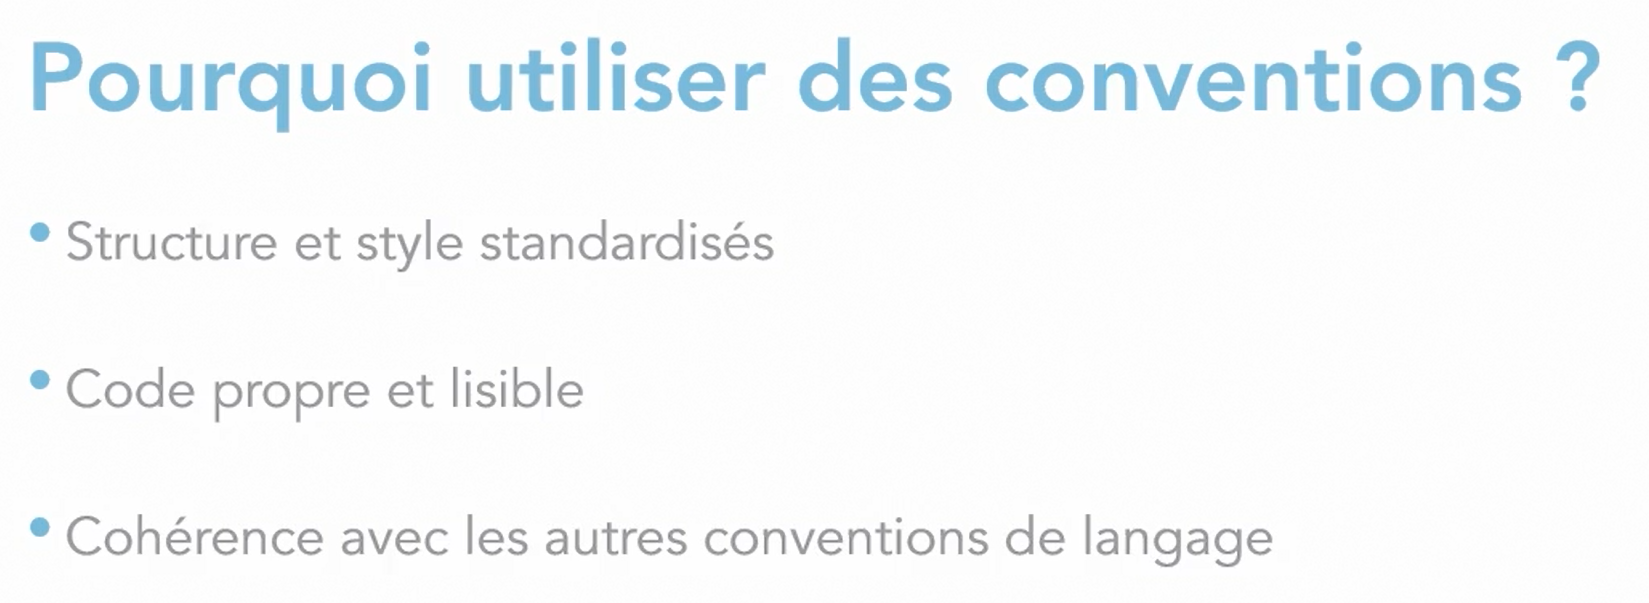 Pourquoi utiliser des conventions ?
• Structure et style standardisés
• Code propre et lisible
• Cohérence avec les autres conventions de langage